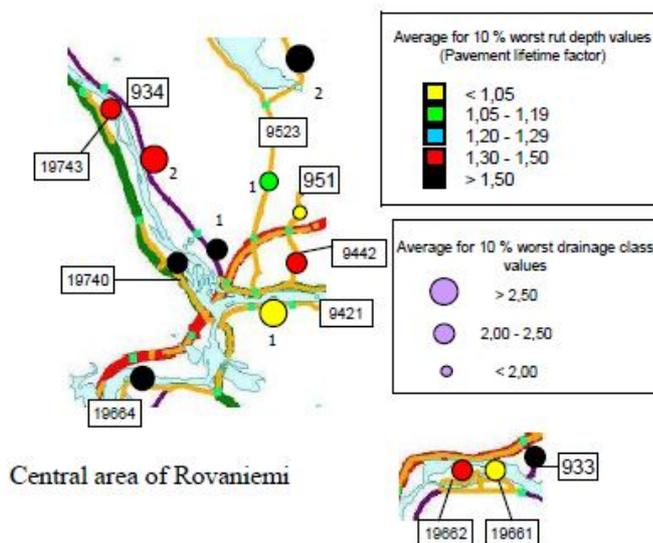 934
2
9523
19743
2
1
951
1
9442
19740
9421
1
19664
Central area of Rovaniemi
Average for 10 % worst rut depth values
(Pavement lifetime factor)
< 1,05
1,05 - 1,19
1,20 - 1,29
1,30 - 1,50
> 1,50
Average for 10 % worst drainage class
values
> 2,50
2,00 - 2,50
< 2,00
933
19662
19661